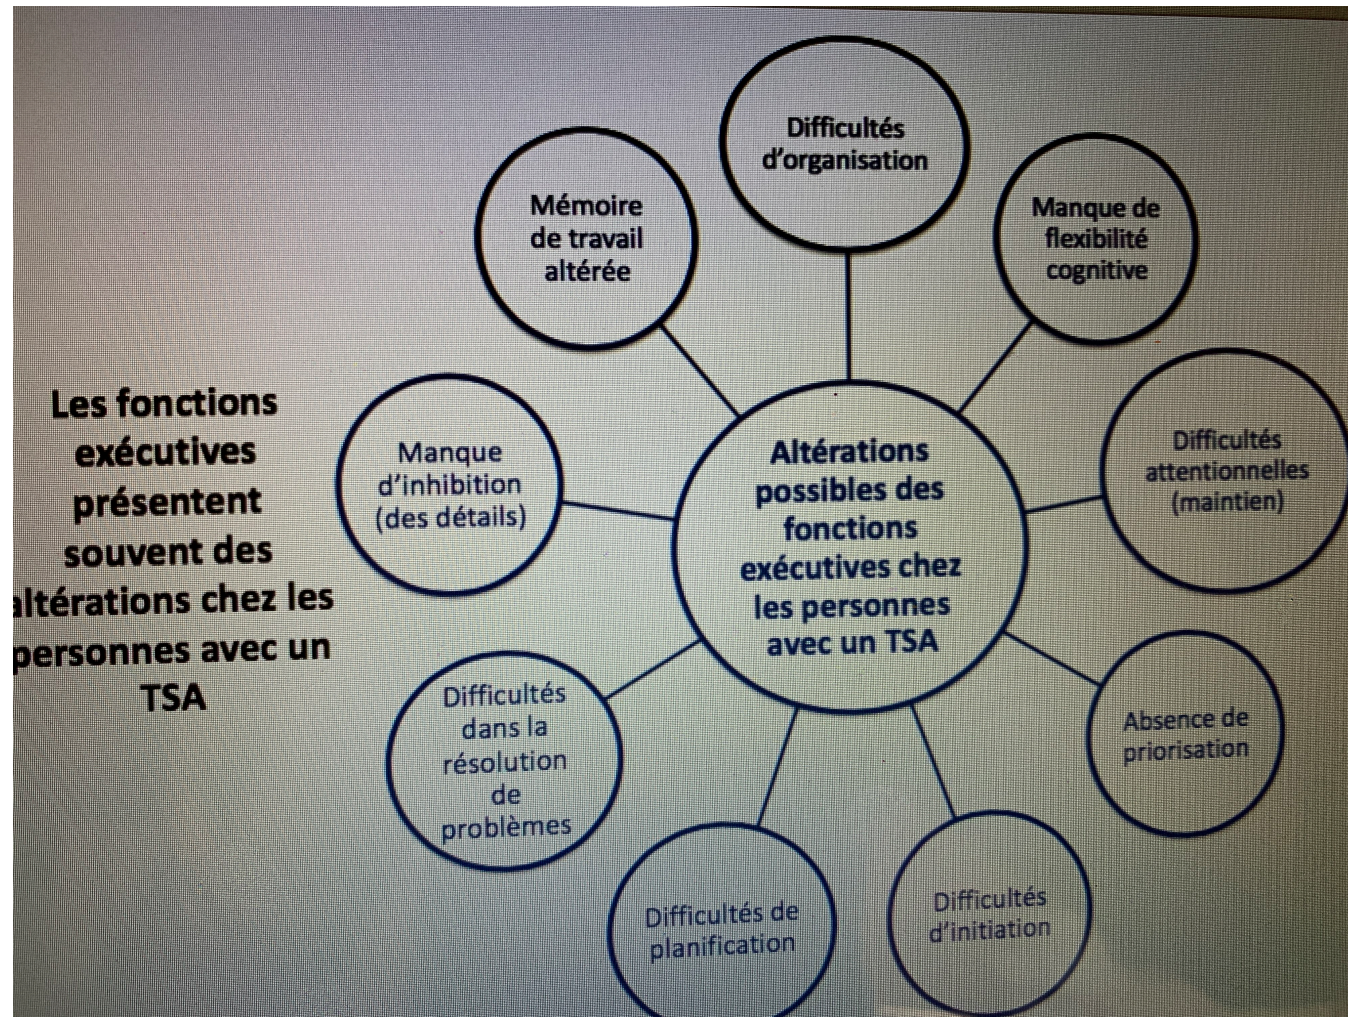 Les fonctions
exécutives
présentent
souvent des
altérations chez les
personnes avec un
TSA
Difficultés
d'organisation
Mémoire
de travail
altérée
Manque de
flexibilité
cognitive
Manque
d'inhibition
(des détails)
Altérations
possibles des
fonctions
exécutives chez
les personnes
avec un TSA
Difficultés
attentionnelles
(maintien)
Difficultés
dans la
résolution
de
problèmes
Absence de
priorisation
Difficultés de
planification
Difficultés
d'initiation